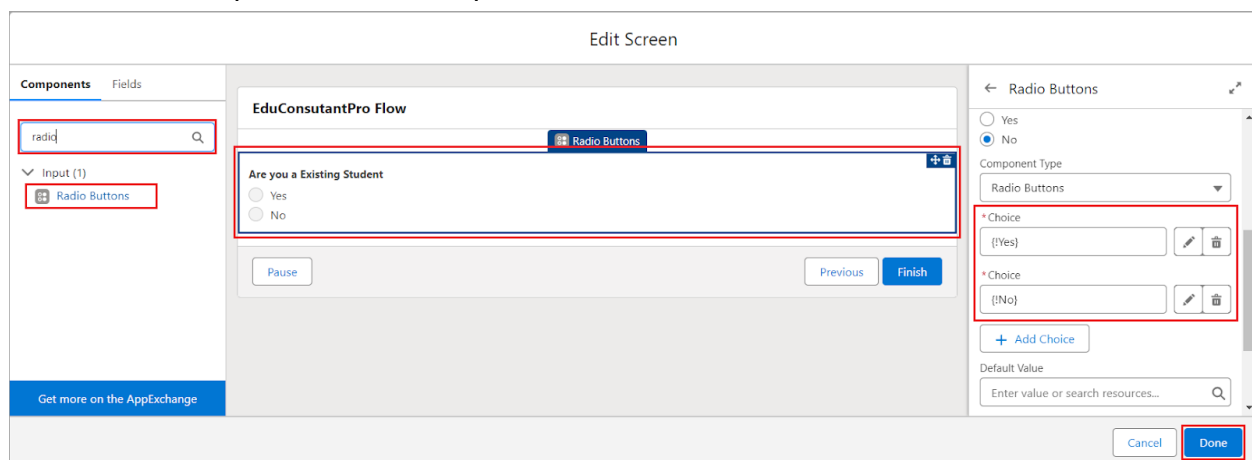 Edit Screen
Components Fields
radio
Input (1)
Radio Buttons
Get more on the AppExchange
EduConsutantPro Flow
Radio Buttons
Are you a Existing Student
Yes
No
Pause
Previous
Finish
Radio Buttons
Yes
No
Component Type
Radio Buttons
*Choice
{!Yes}
*Choice
{!No}
+ Add Choice
Default Value
Enter value or search resources...
Cancel
Done